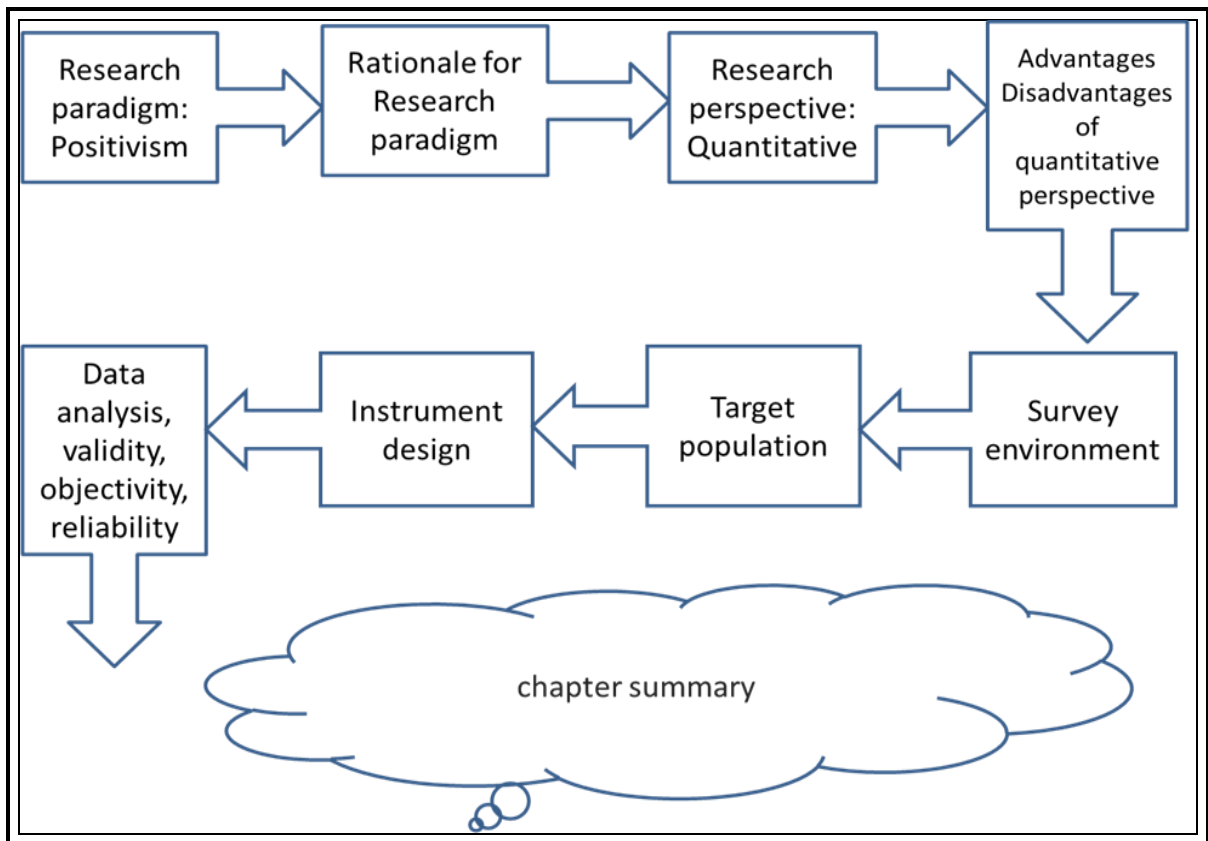 Research
paradigm:
Positivism
Rationale for
Research
paradigm
Research
perspective:
Quantitative
Advantages
Disadvantages
of
quantitative
perspective
Survey
environment
Target
population
Instrument
design
Data
analysis,
validity,
objectivity,
reliability
chapter summary